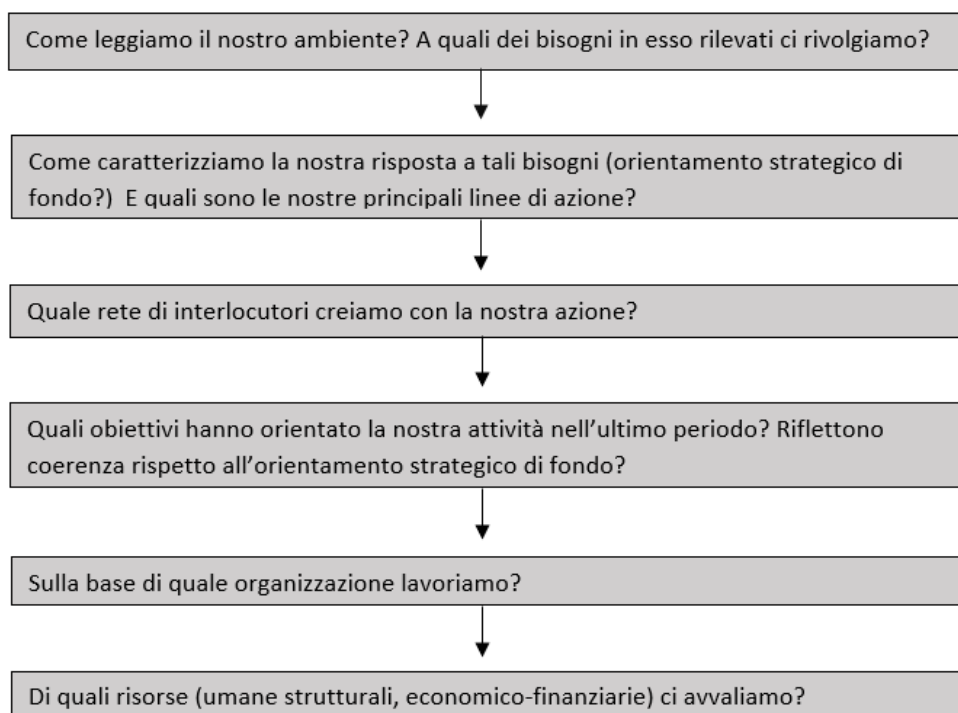 Come leggiamo il nostro ambiente? A quali dei bisogni in esso rilevati ci rivolgiamo?
Come caratterizziamo la nostra risposta a tali bisogni (orientamento strategico di
fondo?) E quali sono le nostre principali linee di azione?
Quale rete di interlocutori creiamo con la nostra azione?
Quali obiettivi hanno orientato la nostra attività nell’ultimo periodo? Riflettono
coerenza rispetto all’orientamento strategico di fondo?
Sulla base di quale organizzazione lavoriamo?
Di quali risorse (umane strutturali, economico-finanziarie) ci avvaliamo?